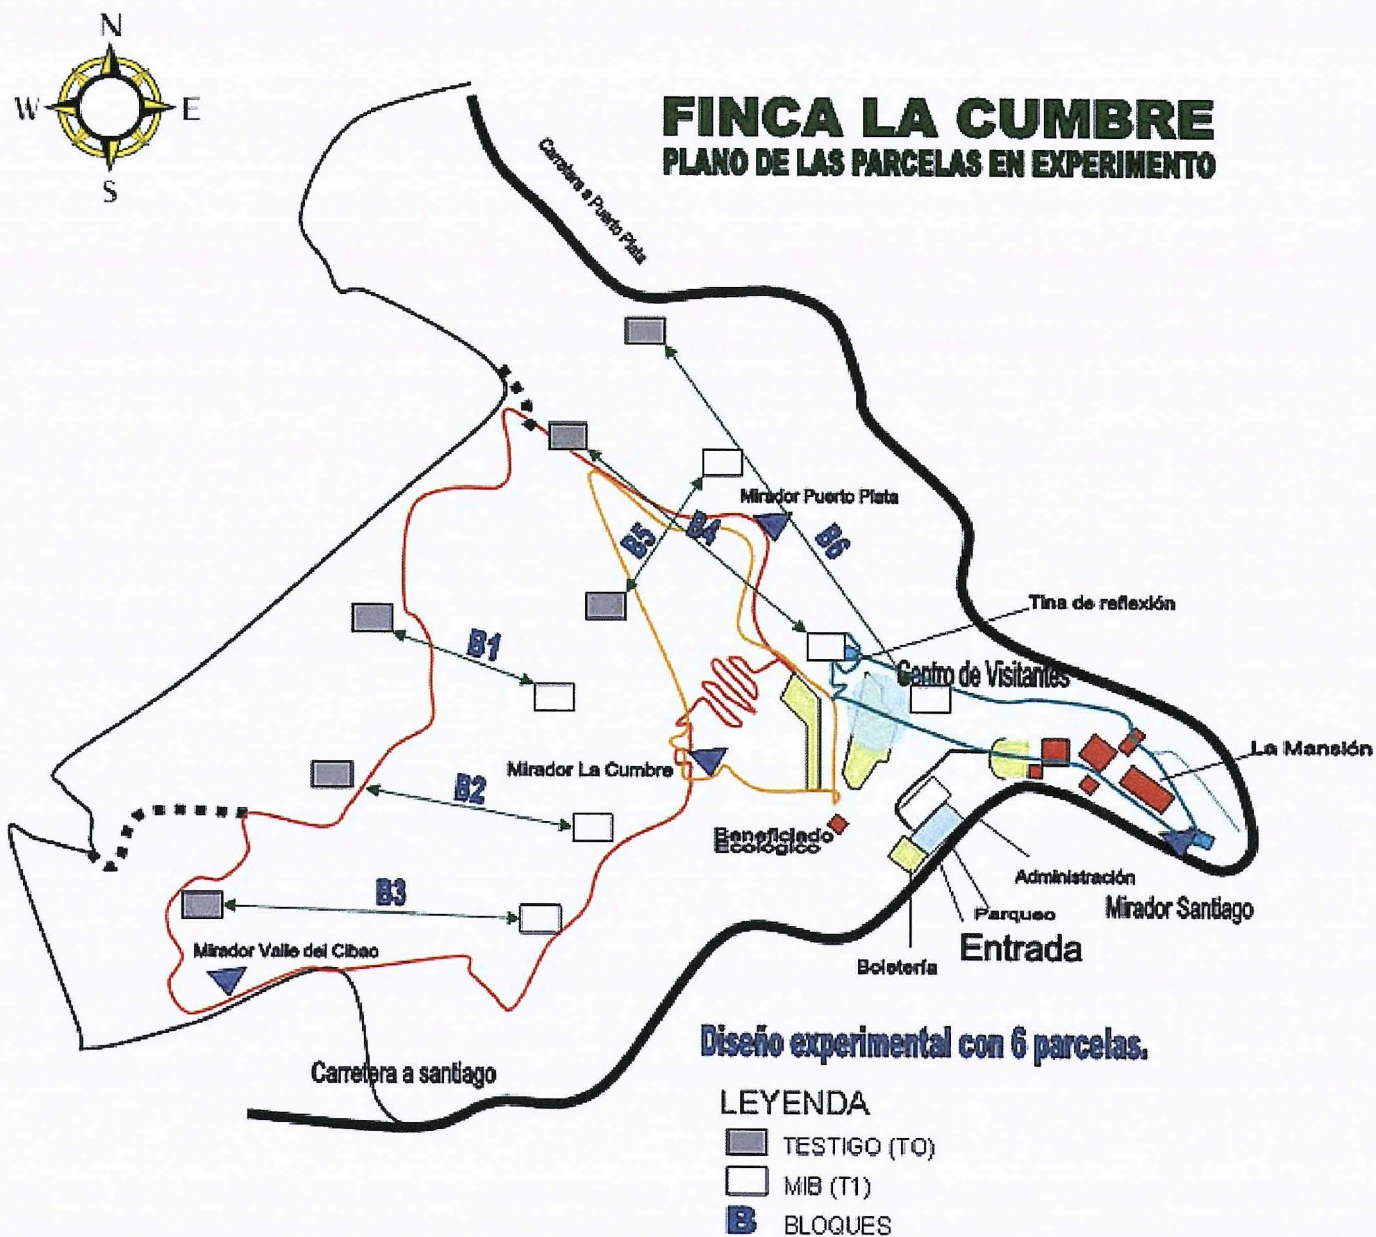 N
W E
S
FINCA LA CUMBRE
PLANO DE LAS PARCELAS EN EXPERIMENTO
Carretera a Puerto Plata
Mirador Puerto Plata
B5
B4
B6
Tina de reflexión
B1
Centro de Visitantes
La Mansión
Mirador La Cumbre
B2
Beneficiado
Ecológico
Administración
B3
Parqueo
Mirador Santiago
Mirador Valle del Cibao
Entrada
Boletería
Diseño experimental con 6 parcelas.
Carretera a santiago
LEYENDA
TESTIGO (TO)
MIB (T1)
B BLOQUES